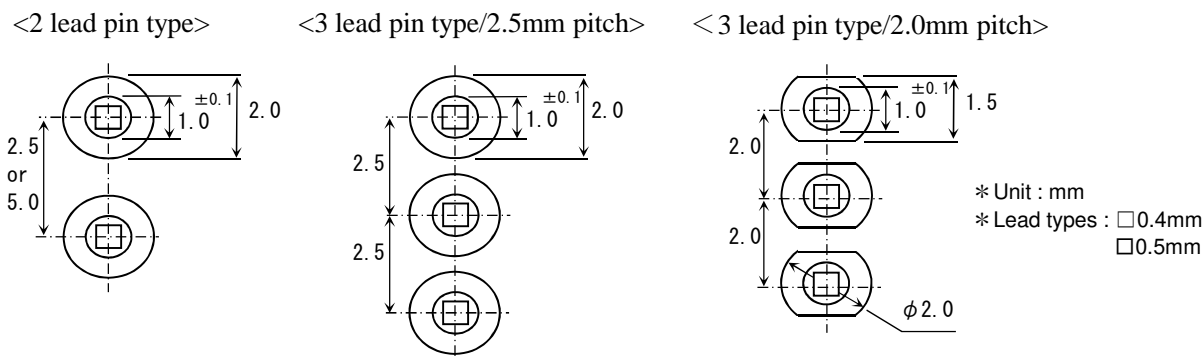 <2 lead pin type>
<3 lead pin type/2.5mm pitch>
<3 lead pin type/2.0mm pitch>
2.5
or
5.0
1.0 ±0.1
2.0
2.5
2.5
1.0 ±0.1
2.0
2.0
2.0
1.0 ±0.1
1.5
φ2.0
*Unit : mm
*Lead types : □0.4mm
□0.5mm